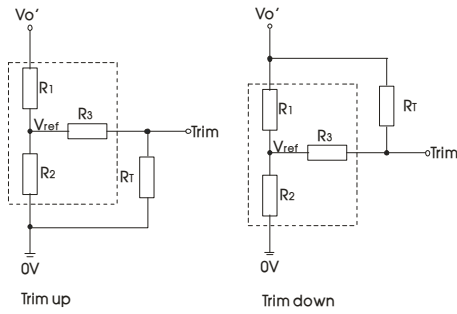 Vo'
R1
R3
Vref
Trim
R2
RT
0V
Trim up
Vo'
R1
RT
R3
Vref
Trim
R2
0V
Trim down